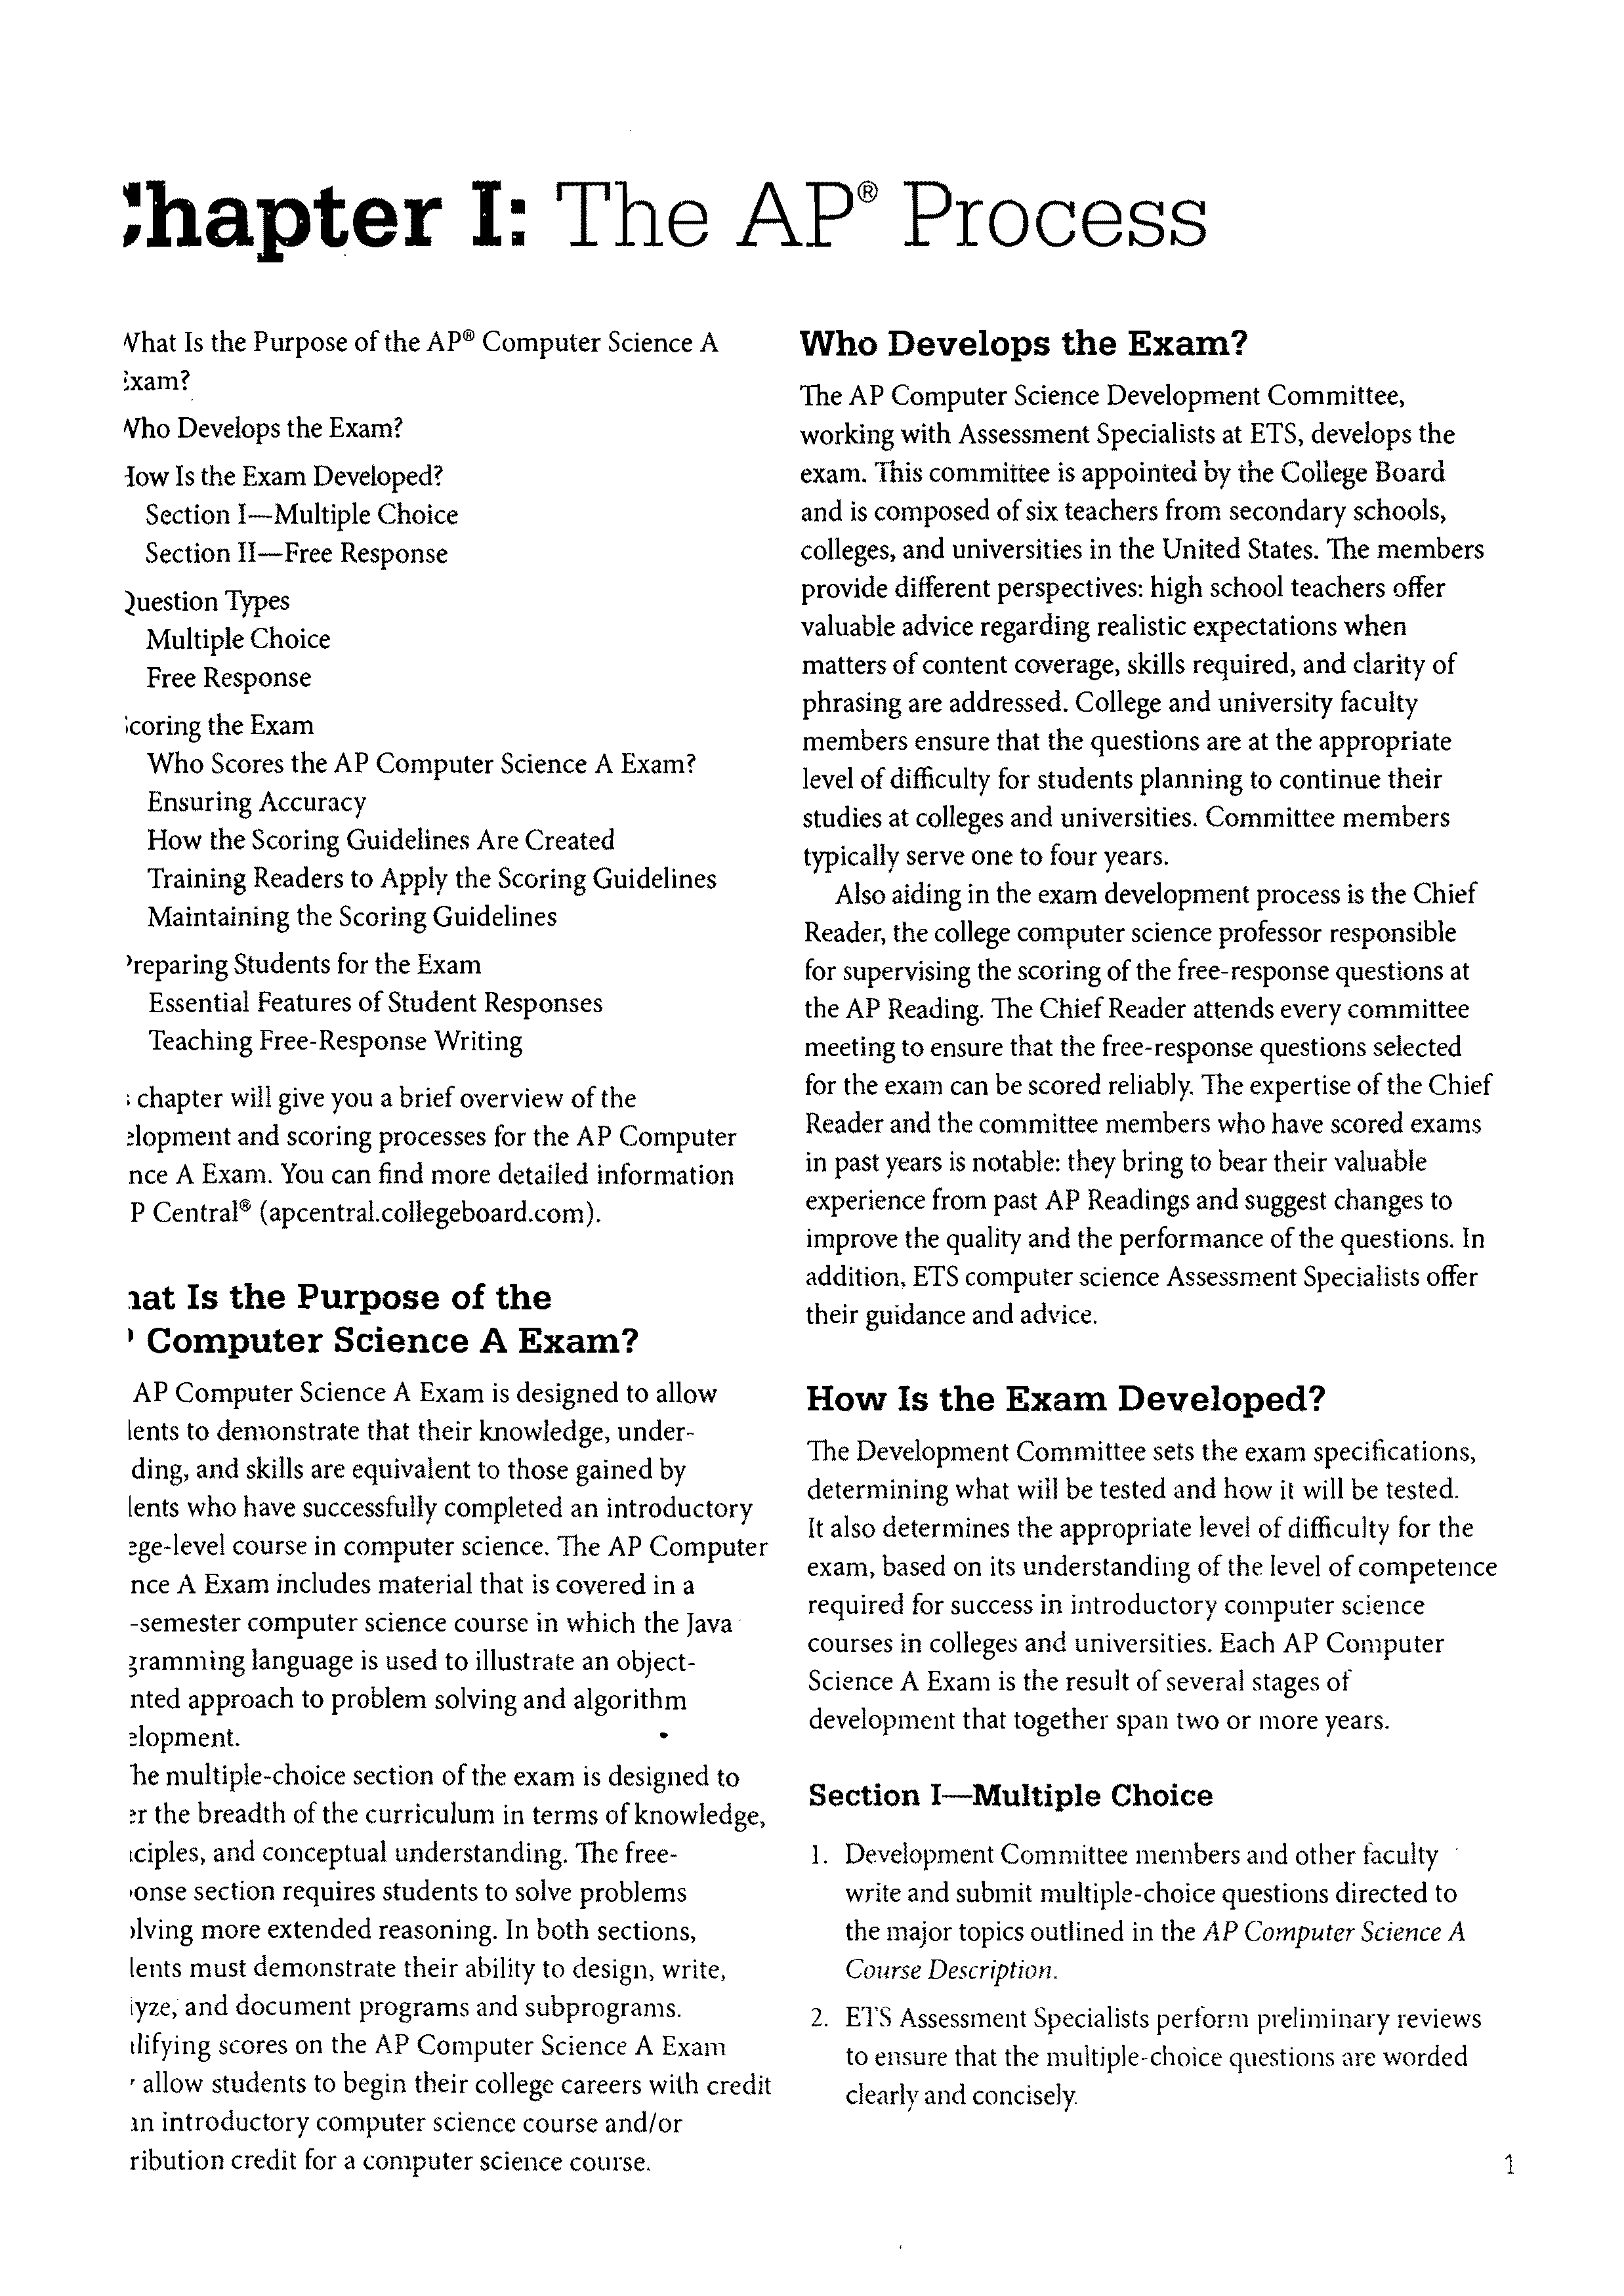 Chapter I: The AP® Process
What Is the Purpose of the AP® Computer Science A
Exam?
Who Develops the Exam?
How Is the Exam Developed?
Section I—Multiple Choice
Section II—Free Response
Question Types
Multiple Choice
Free Response
Scoring the Exam
Who Scores the AP Computer Science A Exam?
Ensuring Accuracy
How the Scoring Guidelines Are Created
Training Readers to Apply the Scoring Guidelines
Maintaining the Scoring Guidelines
Preparing Students for the Exam
Essential Features of Student Responses
Teaching Free-Response Writing
chapter will give you a brief overview of the
elopment and scoring processes for the AP Computer
nce A Exam. You can find more detailed information
P Central® (apcentral.collegeboard.com).
hat Is the Purpose of the
Computer Science A Exam?
AP Computer Science A Exam is designed to allow
dents to demonstrate that their knowledge, under-
ding, and skills are equivalent to those gained by
dents who have successfully completed an introductory
ege-level course in computer science. The AP Computer
nce A Exam includes material that is covered in a
-semester computer science course in which the Java
gramming language is used to illustrate an object-
nted approach to problem solving and algorithm
elopment.
he multiple-choice section of the exam is designed to
er the breadth of the curriculum in terms of knowledge,
ciples, and conceptual understanding. The free-
onse section requires students to solve problems
olving more extended reasoning. In both sections,
dents must demonstrate their ability to design, write,
lyze, and document programs and subprograms.
alifying scores on the AP Computer Science A Exam
allow students to begin their college careers with credit
an introductory computer science course and/or
ribution credit for a computer science course.
Who Develops the Exam?
The AP Computer Science Development Committee,
working with Assessment Specialists at ETS, develops the
exam. This committee is appointed by the College Board
and is composed of six teachers from secondary schools,
colleges, and universities in the United States. The members
provide different perspectives: high school teachers offer
valuable advice regarding realistic expectations when
matters of content coverage, skills required, and clarity of
phrasing are addressed. College and university faculty
members ensure that the questions are at the appropriate
level of difficulty for students planning to continue their
studies at colleges and universities. Committee members
typically serve one to four years.
Also aiding in the exam development process is the Chief
Reader, the college computer science professor responsible
for supervising the scoring of the free-response questions at
the AP Reading. The Chief Reader attends every committee
meeting to ensure that the free-response questions selected
for the exam can be scored reliably. The expertise of the Chief
Reader and the committee members who have scored exams
in past years is notable: they bring to bear their valuable
experience from past AP Readings and suggest changes to
improve the quality and the performance of the questions. In
addition, ETS computer science Assessment Specialists offer
their guidance and advice.
How Is the Exam Developed?
The Development Committee sets the exam specifications,
determining what will be tested and how it will be tested.
It also determines the appropriate level of difficulty for the
exam, based on its understanding of the level of competence
required for success in introductory computer science
courses in colleges and universities. Each AP Computer
Science A Exam is the result of several stages of
development that together span two or more years.
Section I—Multiple Choice
1. Development Committee members and other faculty
write and submit multiple-choice questions directed to
the major topics outlined in the AP Computer Science A
Course Description.
2. ETS Assessment Specialists perform preliminary reviews
to ensure that the multiple-choice questions are worded
clearly and concisely.
1